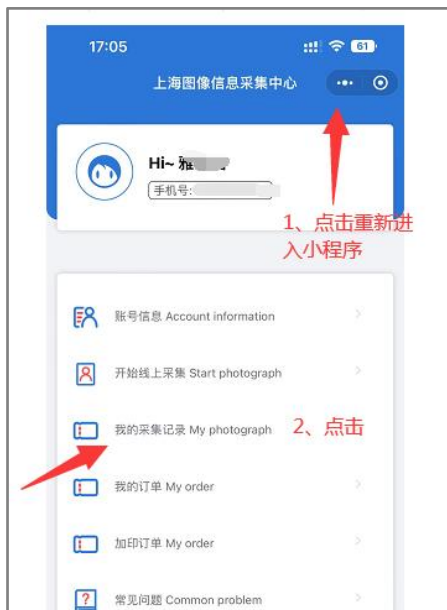 17:05
61
上海图像信息采集中心
Hi~ 雅
手机号:
1、点击重新进
入小程序
账号信息 Account information
开始线上采集 Start photograph
我的采集记录 My photograph
2、点击
我的订单 My order
加印订单 My order
常见问题 Common problem